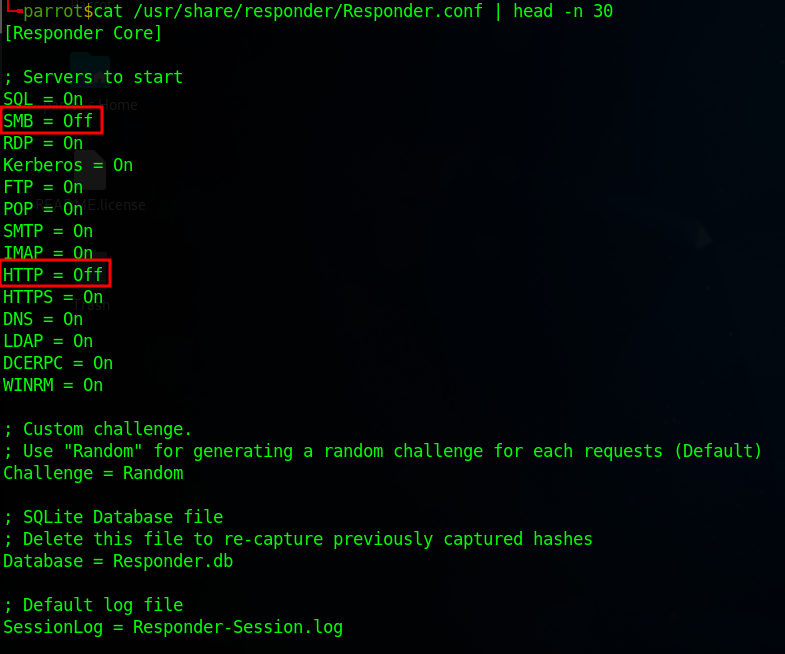 └─parrot$cat /usr/share/responder/Responder.conf | head -n 30
[Responder Core]
; Servers to start
SQL = On
Home
SMB = Off
RDP = On
Kerberos = On
FTP = On
README.license
POP = On
SMTP = On
IMAP = On
HTTP = Off
HTTPS = On
Trash
DNS = On
LDAP = On
DCERPC = On
WINRM = On
; Custom challenge.
; Use "Random" for generating a random challenge for each requests (Default)
Challenge = Random
; SQLite Database file
; Delete this file to re-capture previously captured hashes
Database = Responder.db
; Default log file
SessionLog = Responder-Session.log